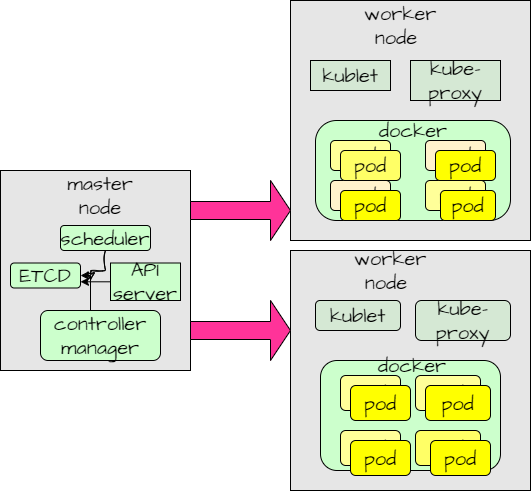 worker
node
kublet
kube-
proxy
docker
pod
pod
pod
pod
master
node
scheduler
ETCD
API
server
controller
manager
worker
node
kublet
kube-
proxy
docker
pod
pod
pod
pod